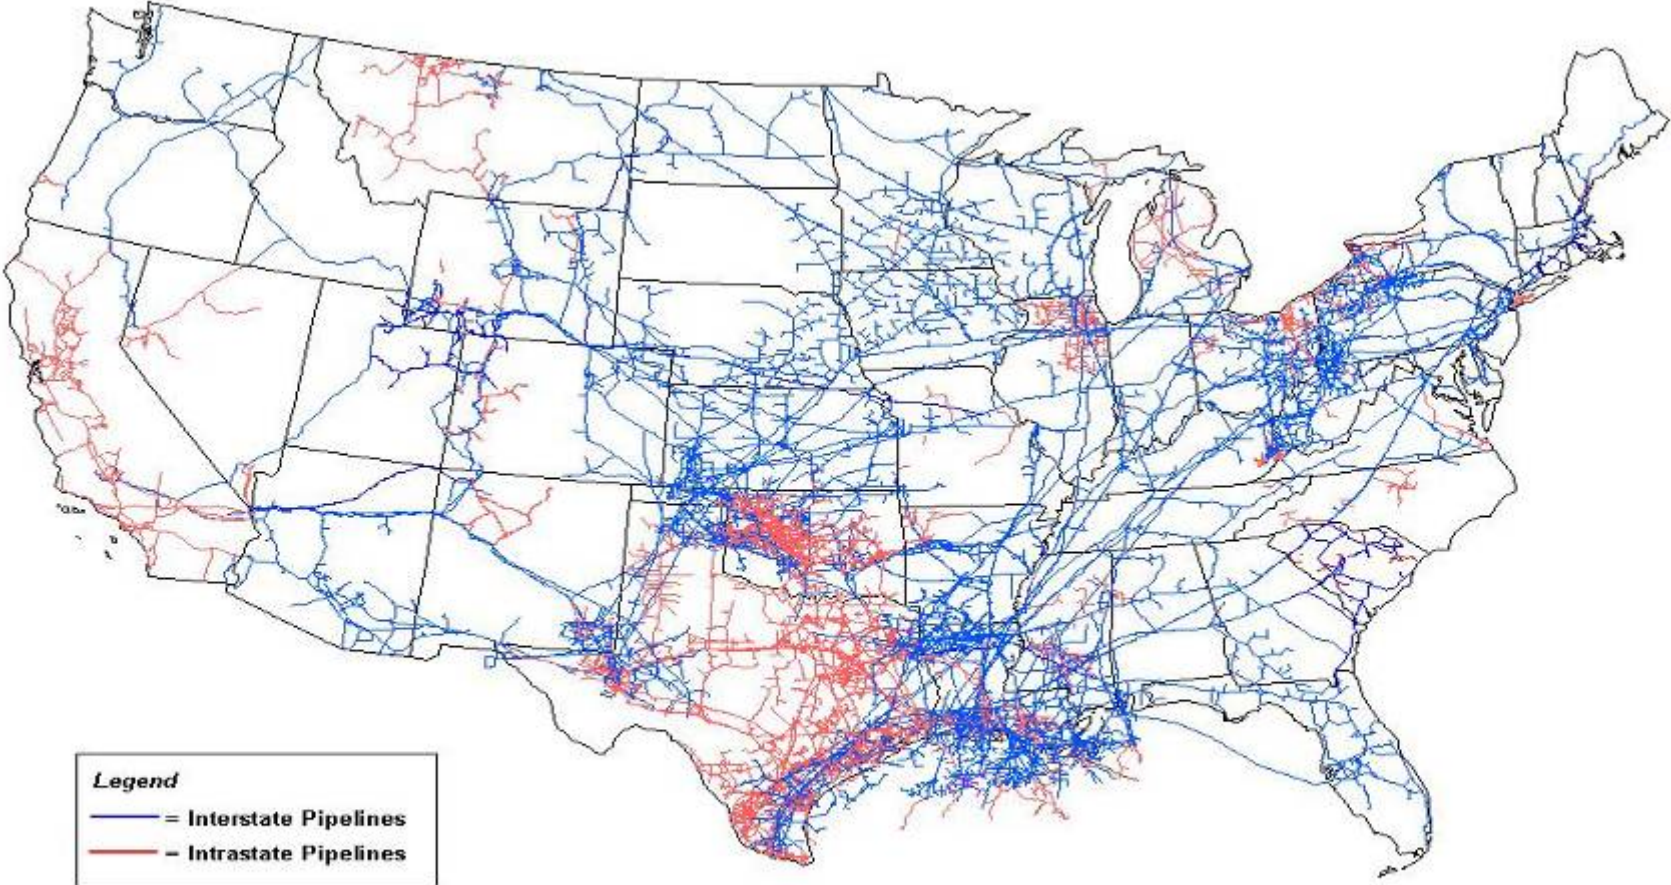 Legend
= Interstate Pipelines
= Intrastate Pipelines